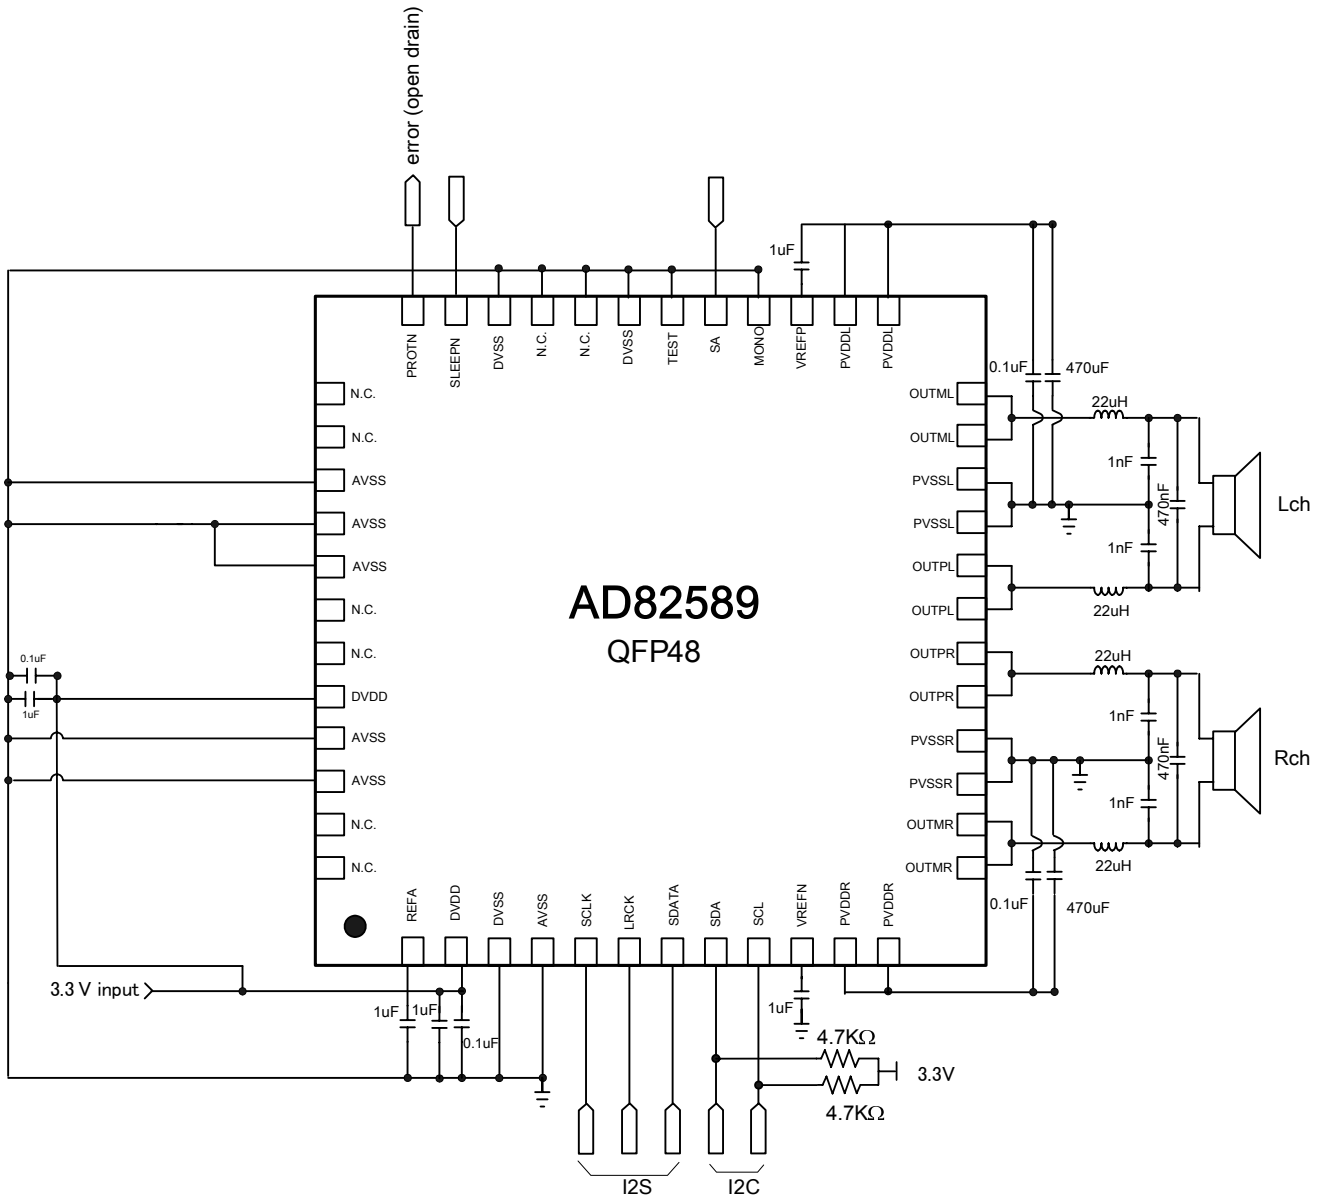 error (open drain)
1uF
PROTN
SLEEPN
DVSS
N.C.
N.C.
DVSS
TEST
SA
MONO
VREFP
PVDDL
PVDDL
N.C.
N.C.
AVSS
AVSS
AVSS
N.C.
N.C.
DVDD
AVSS
AVSS
N.C.
N.C.
0.1uF
1uF
AD82589
QFP48
OUTML
OUTML
PVSSL
PVSSL
OUTPL
OUTPL
OUTPR
OUTPR
PVSSR
PVSSR
OUTMR
OUTMR
0.1uF
470uF
22uH
1nF
470nF
1nF
22uH
Lch
22uH
1nF
470nF
1nF
22uH
Rch
0.1uF
470uF
REFA
DVDD
DVSS
AVSS
SCLK
LRCK
SDATA
SDA
SCL
VREFN
PVDDR
PVDDR
3.3 V input
1uF
1uF
0.1uF
1uF
4.7KΩ
3.3V
4.7KΩ
I2S
I2C